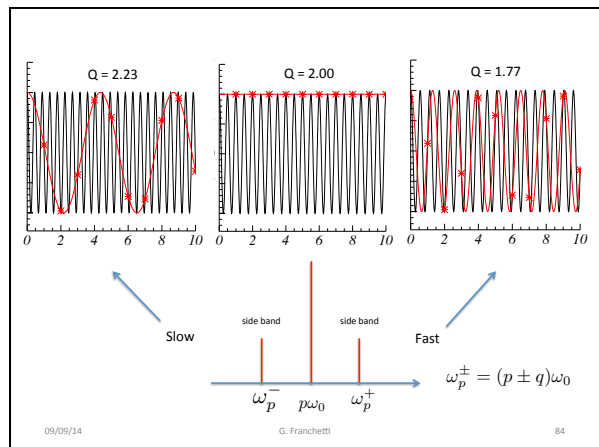 Q = 2.23
Q = 2.00
Q = 1.77
0 2 4 6 8 10
0 2 4 6 8 10
0 2 4 6 8 10
side band
side band
Slow
Fast
ω_p^- pω_0 ω_p^+
ω_p^± = (p ± q)ω_0
09/09/14
G. Franchetti
84